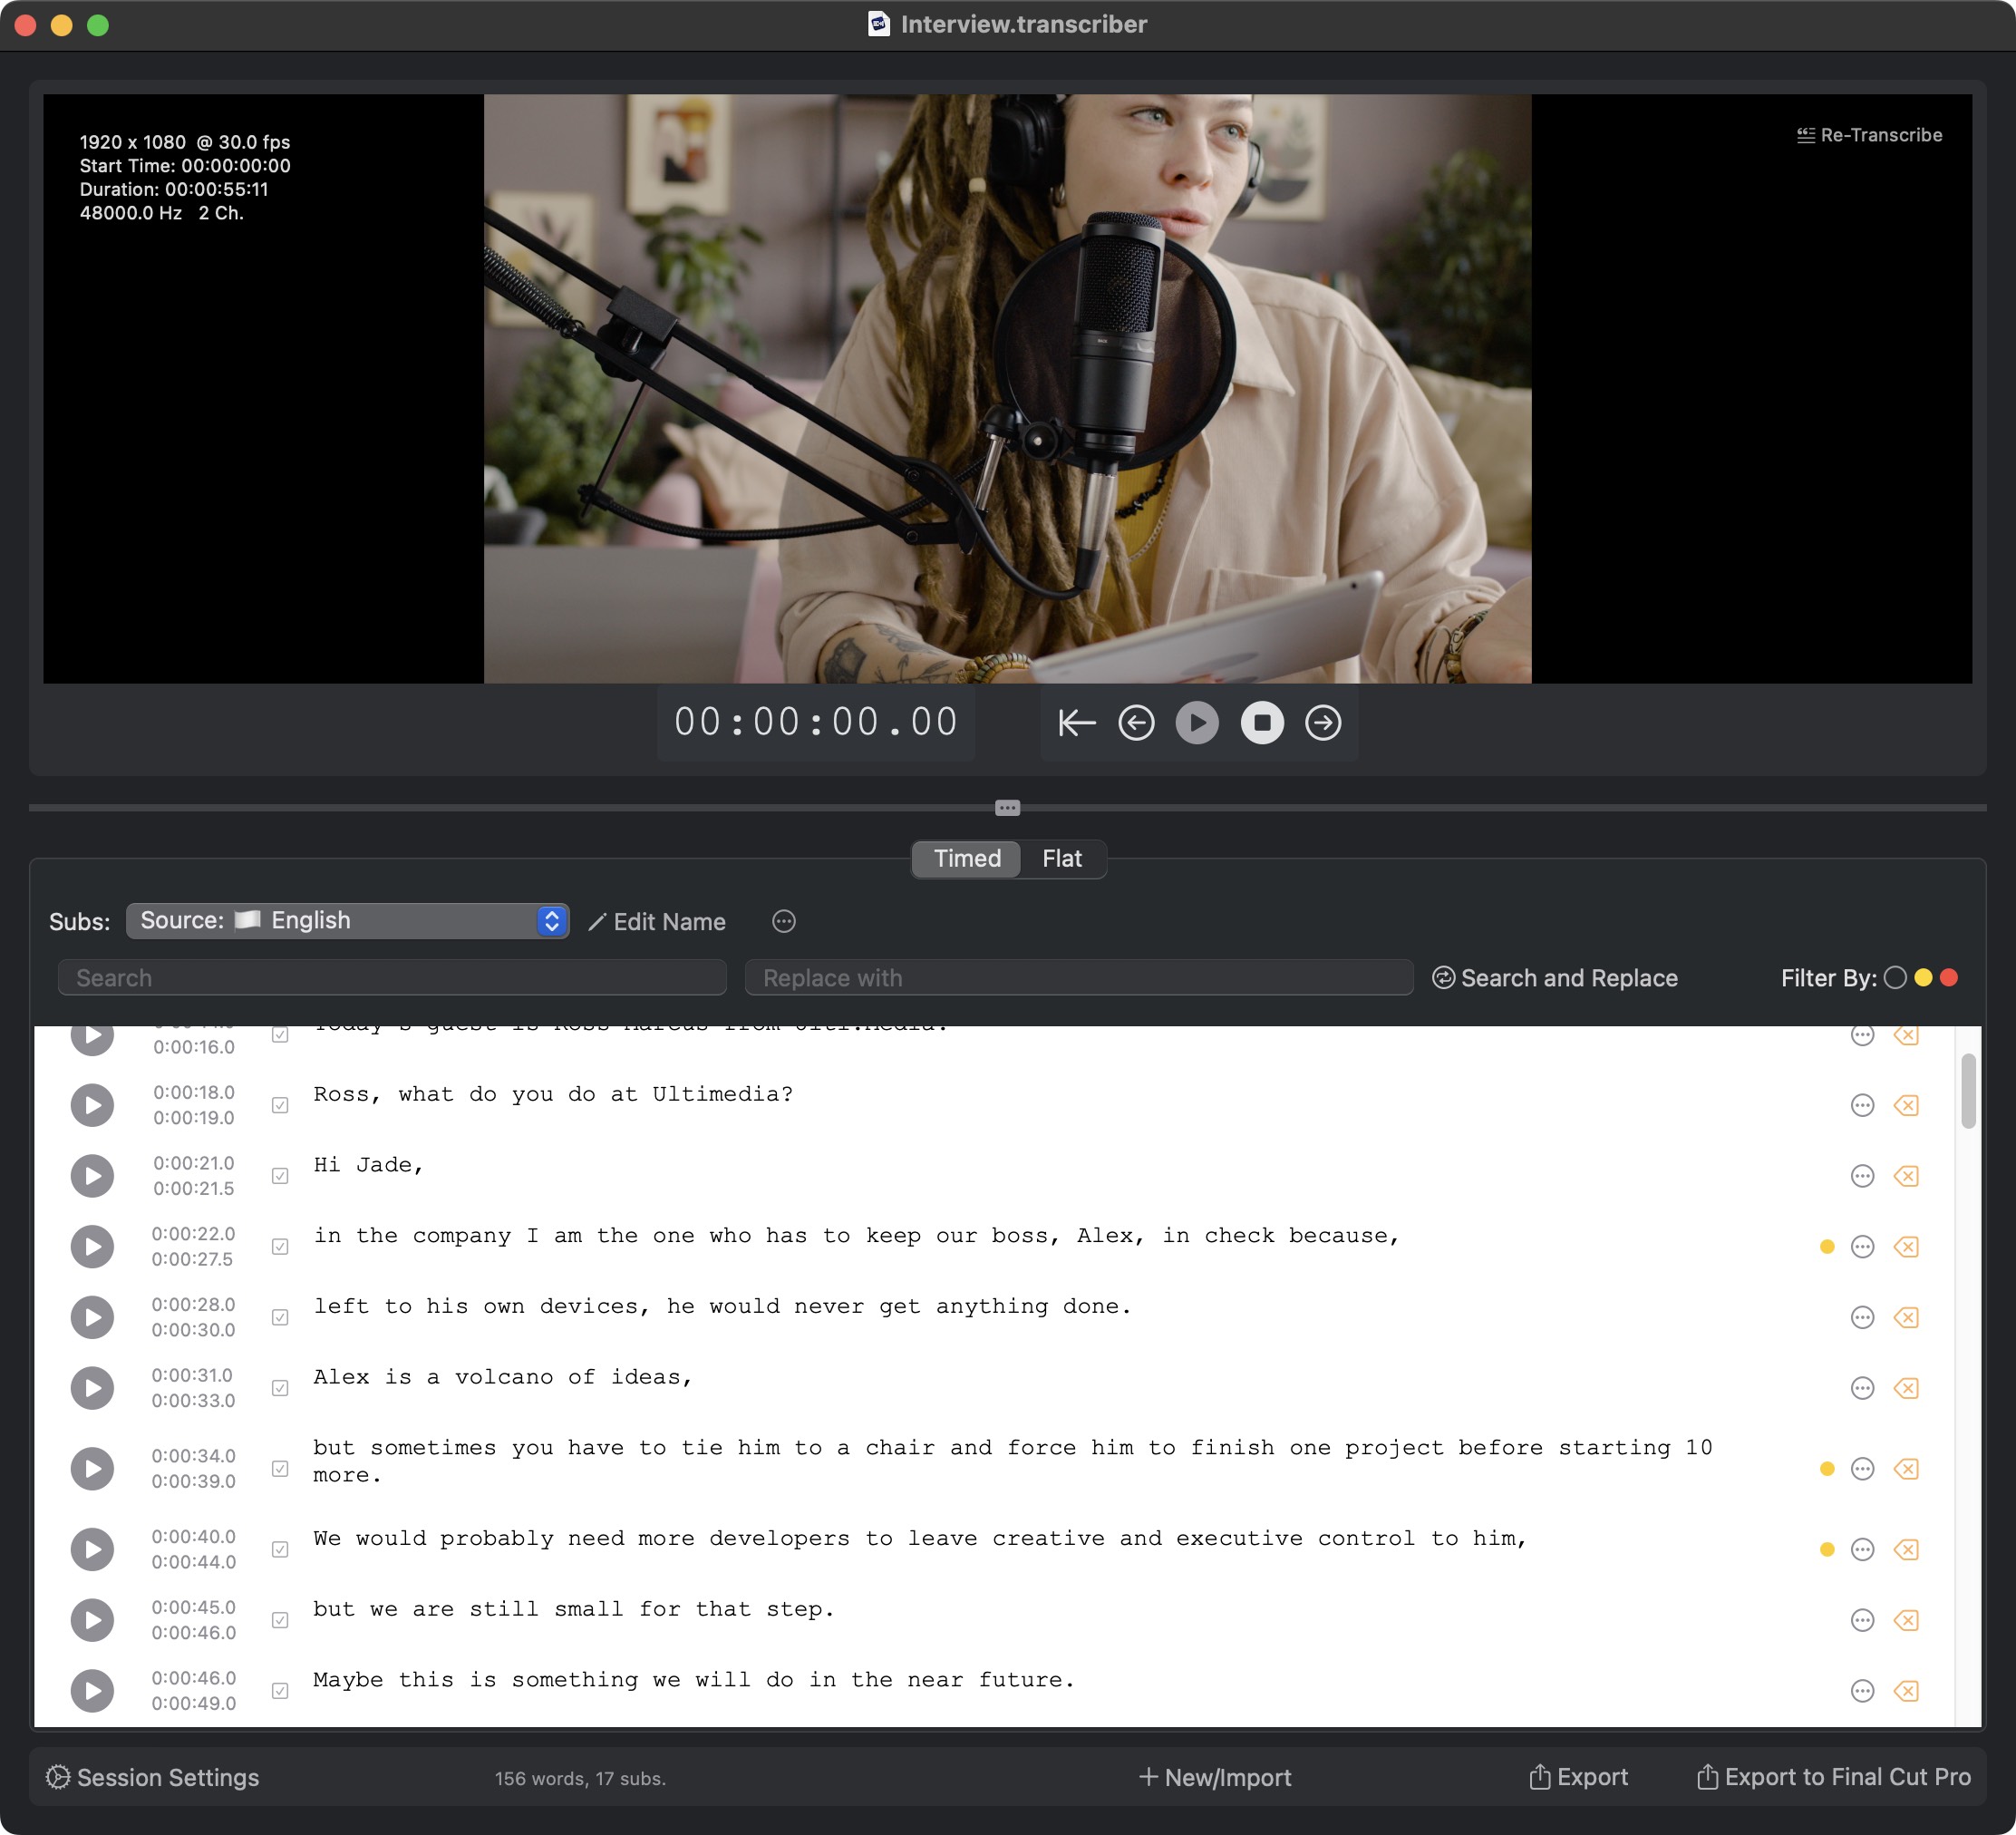 Interview.transcriber
1920 x 1080 @ 30.0 fps
Start Time: 00:00:00:00
Duration: 00:00:55:11
48000.0 Hz 2 Ch.
Re-Transcribe
00:00:00.00
Timed Flat
Subs: Source: English Edit Name
Search Replace with Search and Replace Filter By:
Today's guest is Ross Marcus from Ulti.Media.
0:00:16.0
0:00:18.0
0:00:19.0
Ross, what do you do at Ultimedia?
0:00:21.0
0:00:21.5
Hi Jade,
0:00:22.0
0:00:27.5
in the company I am the one who has to keep our boss, Alex, in check because,
0:00:28.0
0:00:30.0
left to his own devices, he would never get anything done.
0:00:31.0
0:00:33.0
Alex is a volcano of ideas,
0:00:34.0
0:00:39.0
but sometimes you have to tie him to a chair and force him to finish one project before starting 10
more.
0:00:40.0
0:00:44.0
We would probably need more developers to leave creative and executive control to him,
0:00:45.0
0:00:46.0
but we are still small for that step.
0:00:46.0
0:00:49.0
Maybe this is something we will do in the near future.
Session Settings 156 words, 17 subs. New/Import Export Export to Final Cut Pro